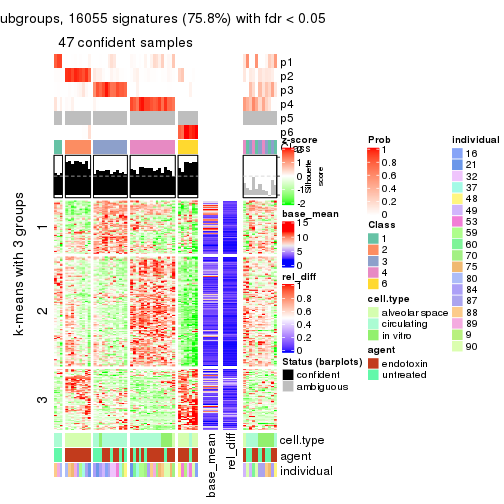 ubgroups, 16055 signatures (75.8%) with fdr < 0.05
47 confident samples
p1
p2
p3
p4
p5
p6
Class
Silhouette
score
1
2
3
k-means with 3 groups
cell.type
agent
individual
base_mean
rel_diff
z-score
2
1
0
-1
-2
base_mean
15
10
5
0
rel_diff
1
0.8
0.6
0.4
0.2
0
Status (barplots)
confident
ambiguous
Prob
1
0.8
0.6
0.4
0.2
0
Class
1
2
3
4
6
cell.type
alveolar space
circulating
in vitro
agent
endotoxin
untreated
individual
16
21
32
37
48
49
53
59
60
70
75
80
84
87
88
89
9
90